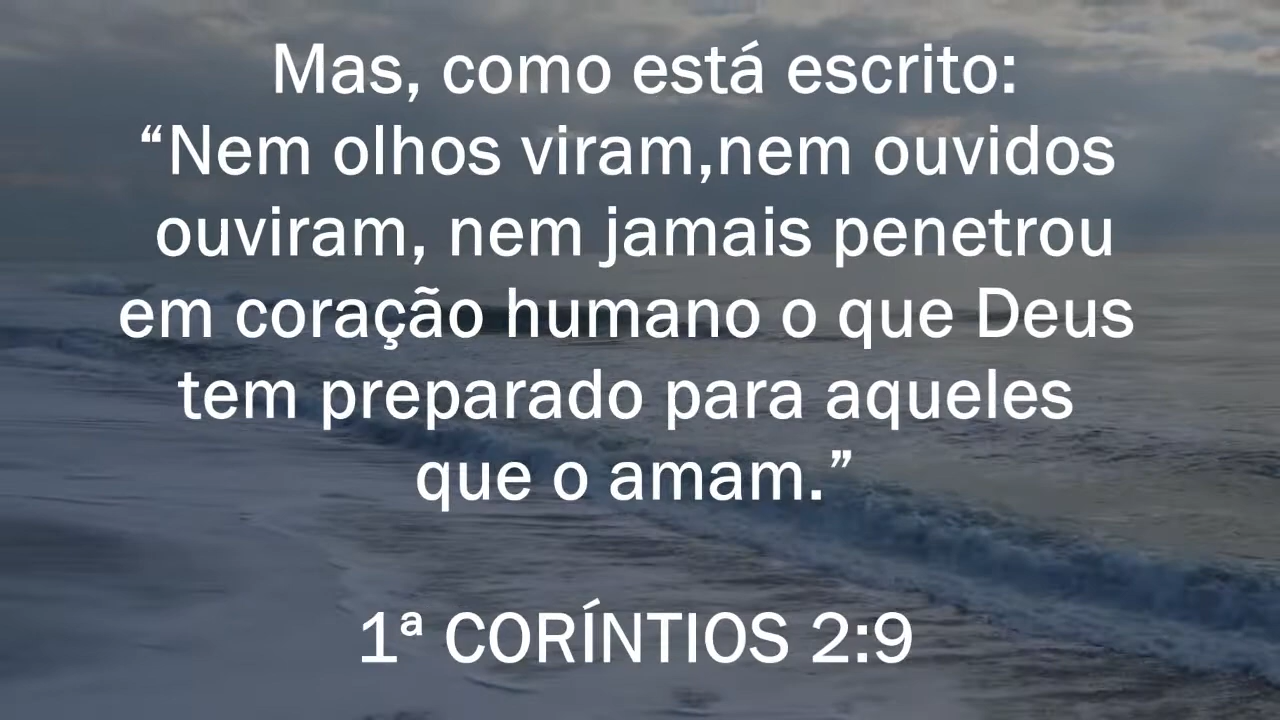 Mas, como está escrito:
“Nem olhos viram,nem ouvidos
ouviram, nem jamais penetrou
em coração humano o que Deus
tem preparado para aqueles
que o amam.”
1ª CORÍNTIOS 2:9